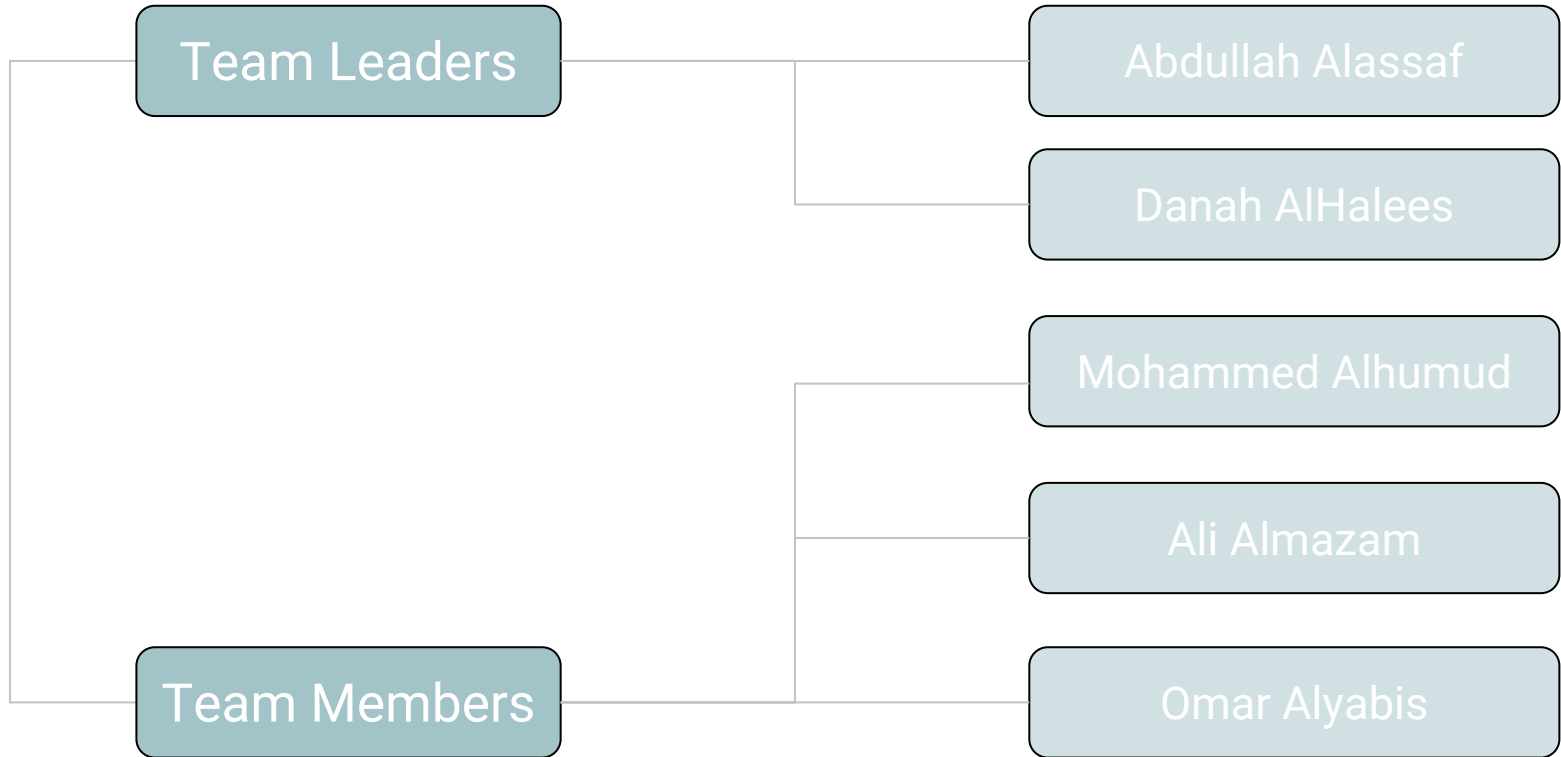 Team Leaders
Abdullah Alassaf
Danah AlHalees
Mohammed Alhumud
Ali Almazam
Team Members
Omar Alyabis